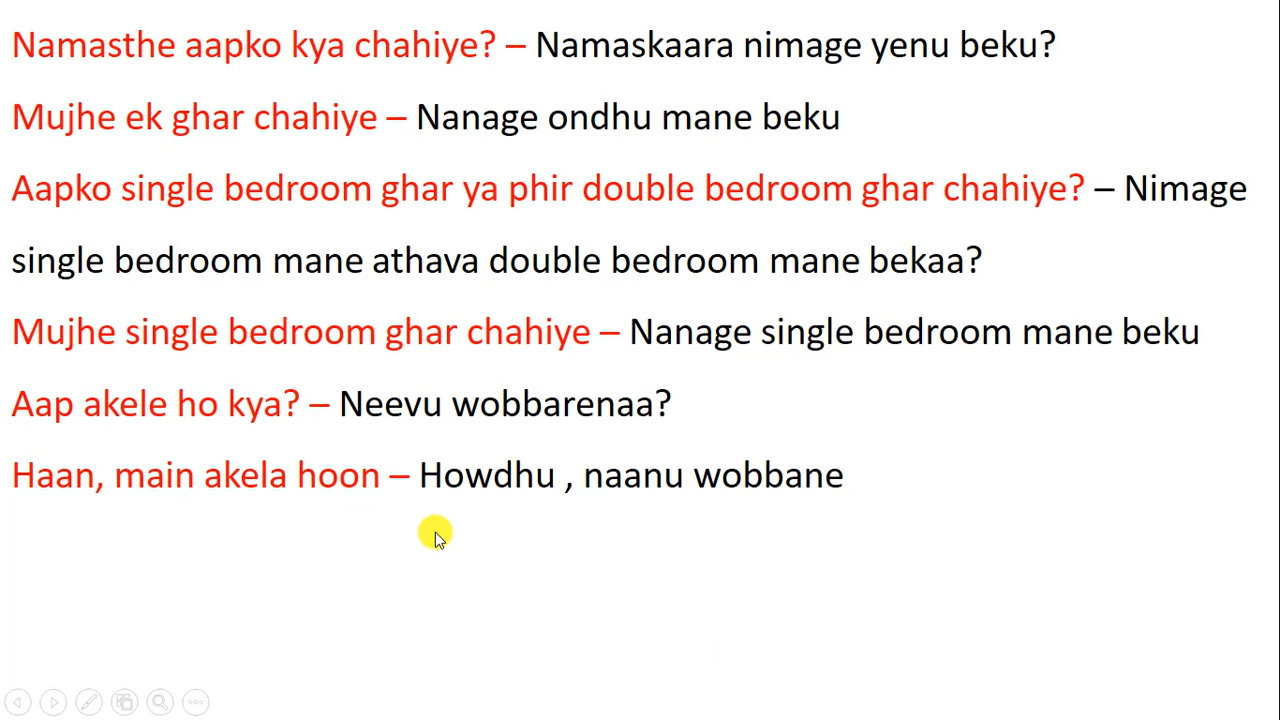 Namasthe aapko kya chahiye? – Namaskaara nimage yenu beku?
Mujhe ek ghar chahiye – Nanage ondhu mane beku
Aapko single bedroom ghar ya phir double bedroom ghar chahiye? – Nimage
single bedroom mane athava double bedroom mane bekaa?
Mujhe single bedroom ghar chahiye – Nanage single bedroom mane beku
Aap akele ho kya? – Neevu wobbarenaa?
Haan, main akela hoon – Howdhu , naanu wobbane